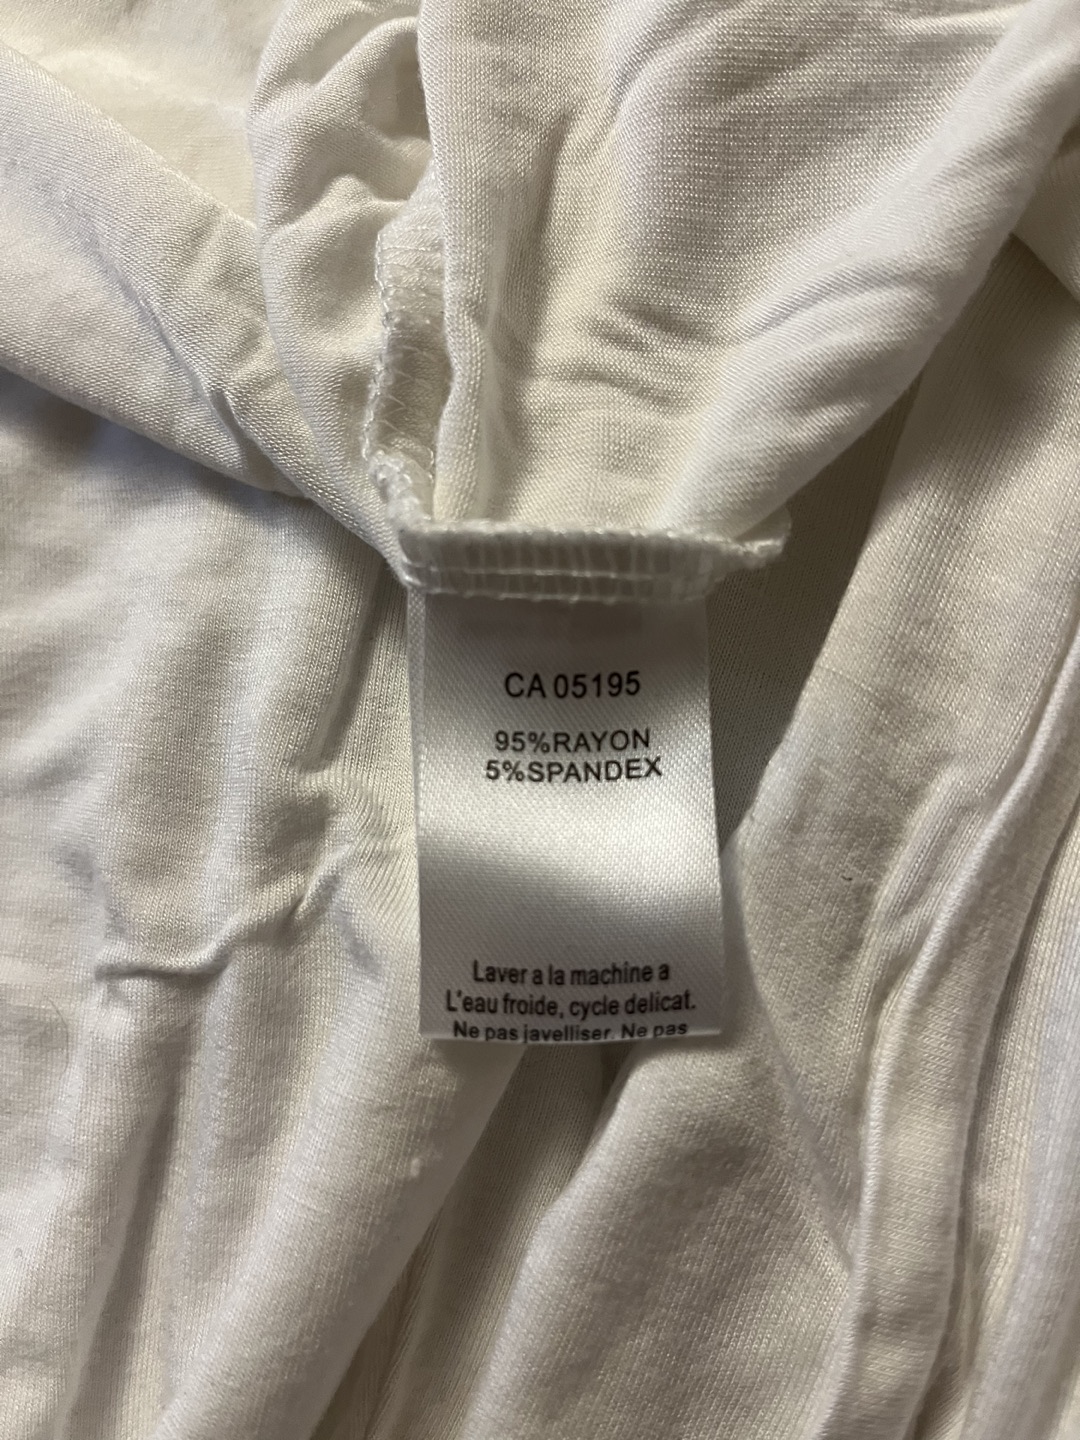 CA 05195
95%RAYON
5%SPANDEX
Laver a la machine a
L'eau froide, cycle delicat.
Ne pas javelliser. Ne pas